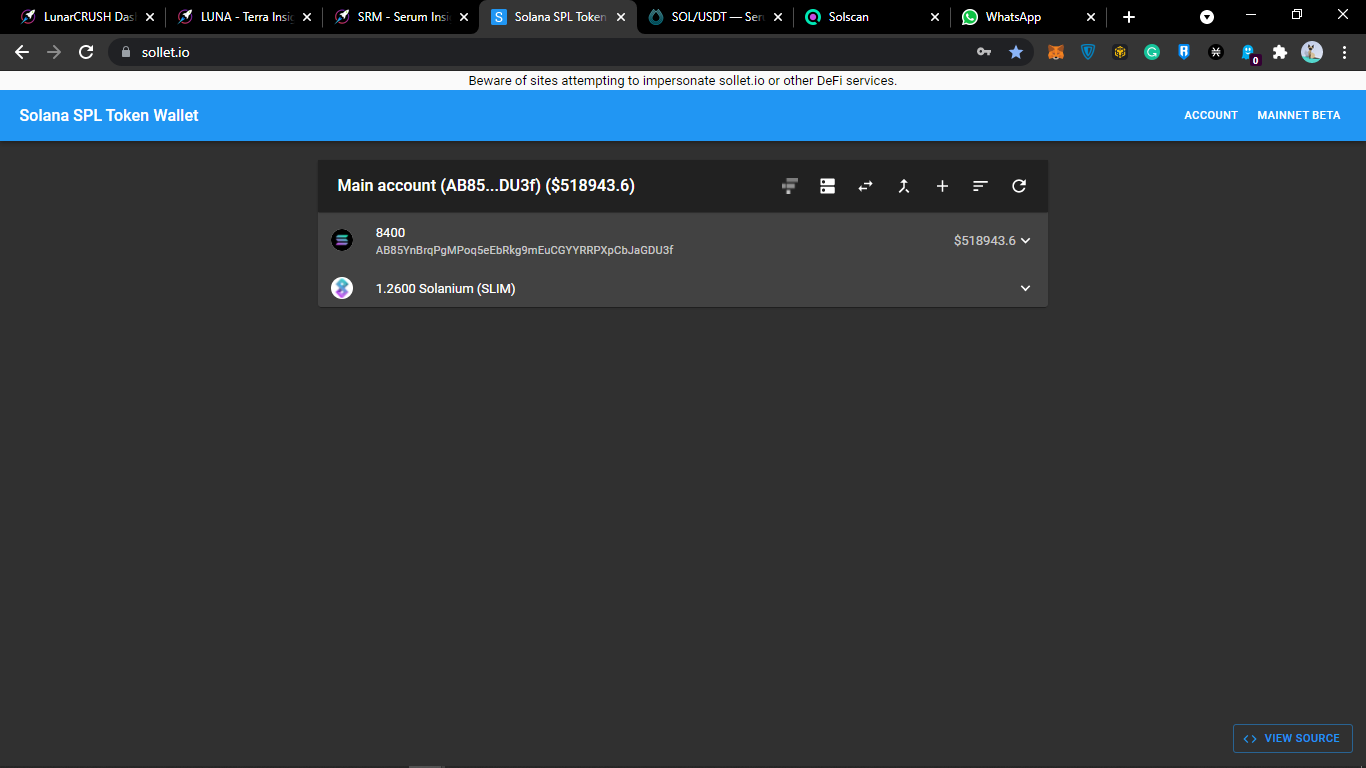 LunarCRUSH Das
LUNA - Terra Insig
SRM - Serum Insi
Solana SPL Token
SOL/USDT — Ser
Solscan
WhatsApp
sollet.io
0
Beware of sites attempting to impersonate sollet.io or other DeFi services.
Solana SPL Token Wallet
ACCOUNT
MAINNET BETA
Main account (AB85...DU3f) ($518943.6)
8400
AB85YnBrqPgMPoq5eEbRkg9mEuCGYYRRPXpCbJaGDU3f
$518943.6
1.2600 Solanium (SLIM)
VIEW SOURCE